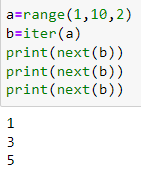 a=range(1,10,2)
b=iter(a)
print(next(b))
print(next(b))
print(next(b))
1
3
5